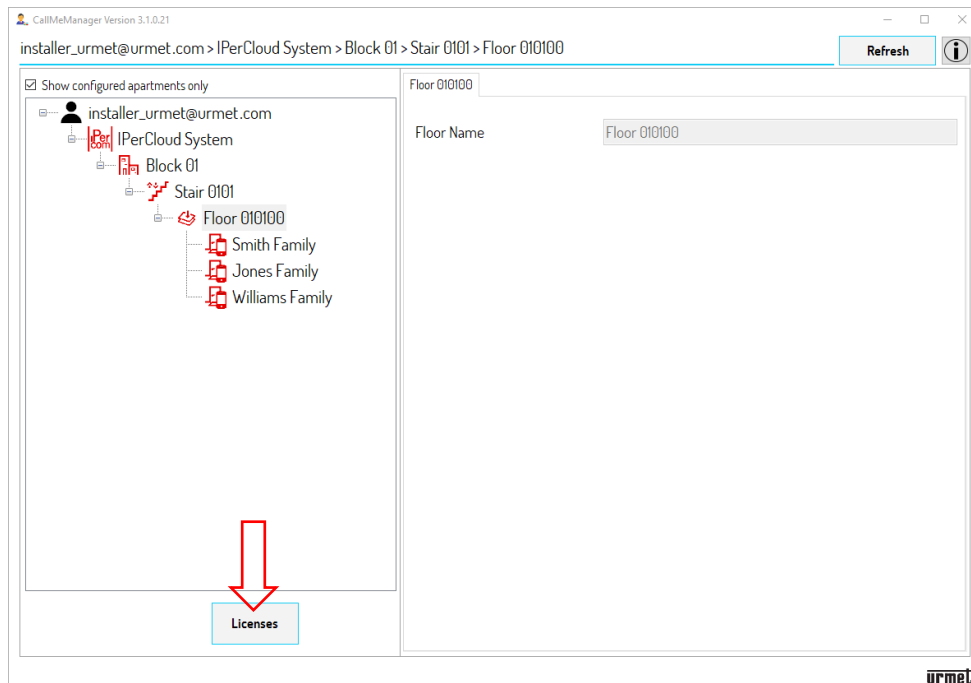 CallMeManager Version 3.1.0.21
installer_urmet@urmet.com > IPerCloud System > Block 01 > Stair 0101 > Floor 010100
Refresh
Show configured apartments only
installer_urmet@urmet.com
IPer
com
IPerCloud System
Block 01
Stair 0101
Floor 010100
Smith Family
Jones Family
Williams Family
Licenses
Floor 010100
Floor Name
Floor 010100
urmet